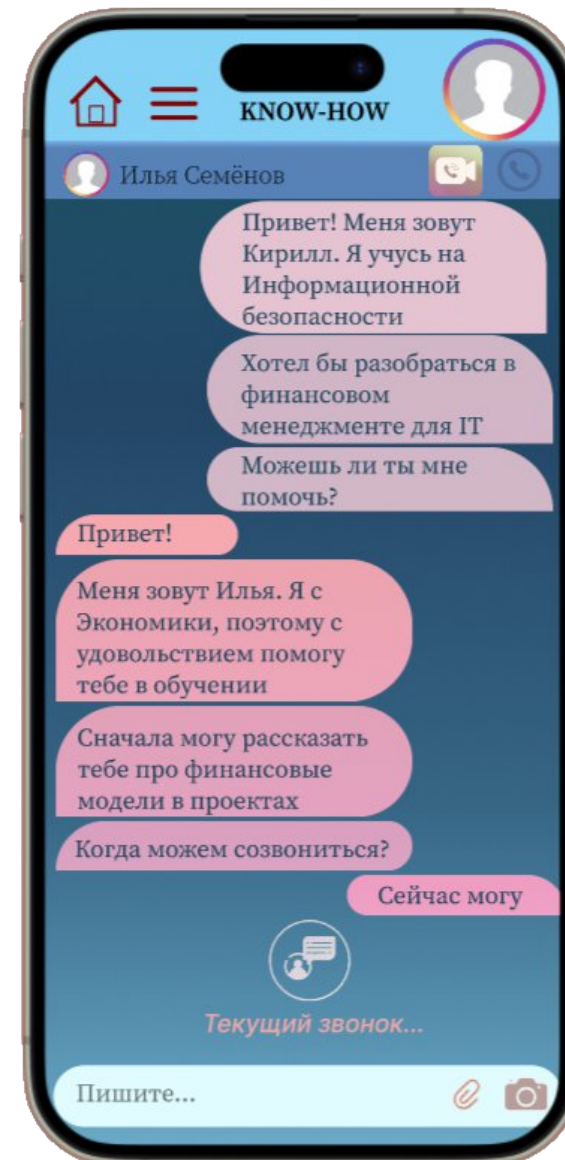 KNOW-HOW
Илья Семёнов
Привет! Меня зовут
Кирилл. Я учусь на
Информационной
безопасности
Хотел бы разобраться в
финансовом
менеджменте для IT
Можешь ли ты мне
помочь?
Привет!
Меня зовут Илья. Я с
Экономики, поэтому с
удовольствием помогу
тебе в обучении
Сначала могу рассказать
тебе про финансовые
модели в проектах
Когда можем созвониться?
Сейчас могу
Текущий звонок...
Пишите...